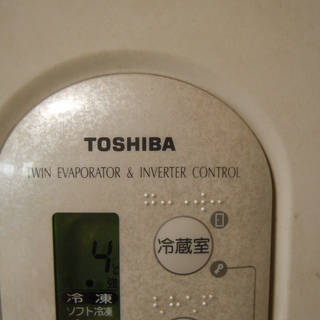 TOSHIBA
TWIN EVAPORATOR & INVERTER CONTROL
冷蔵室
4℃
冷凍
ソフト冷凍